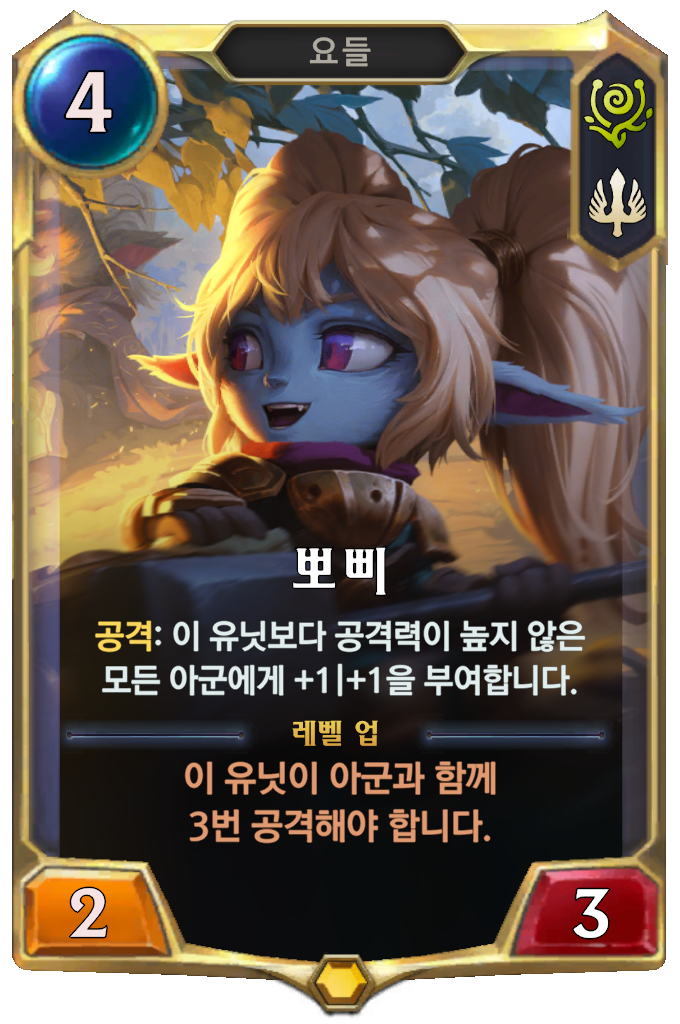 요들
4
뽀삐
공격: 이 유닛보다 공격력이 높지 않은
모든 아군에게 +1|+1을 부여합니다.
레벨 업
이 유닛이 아군과 함께
3번 공격해야 합니다.
2
3